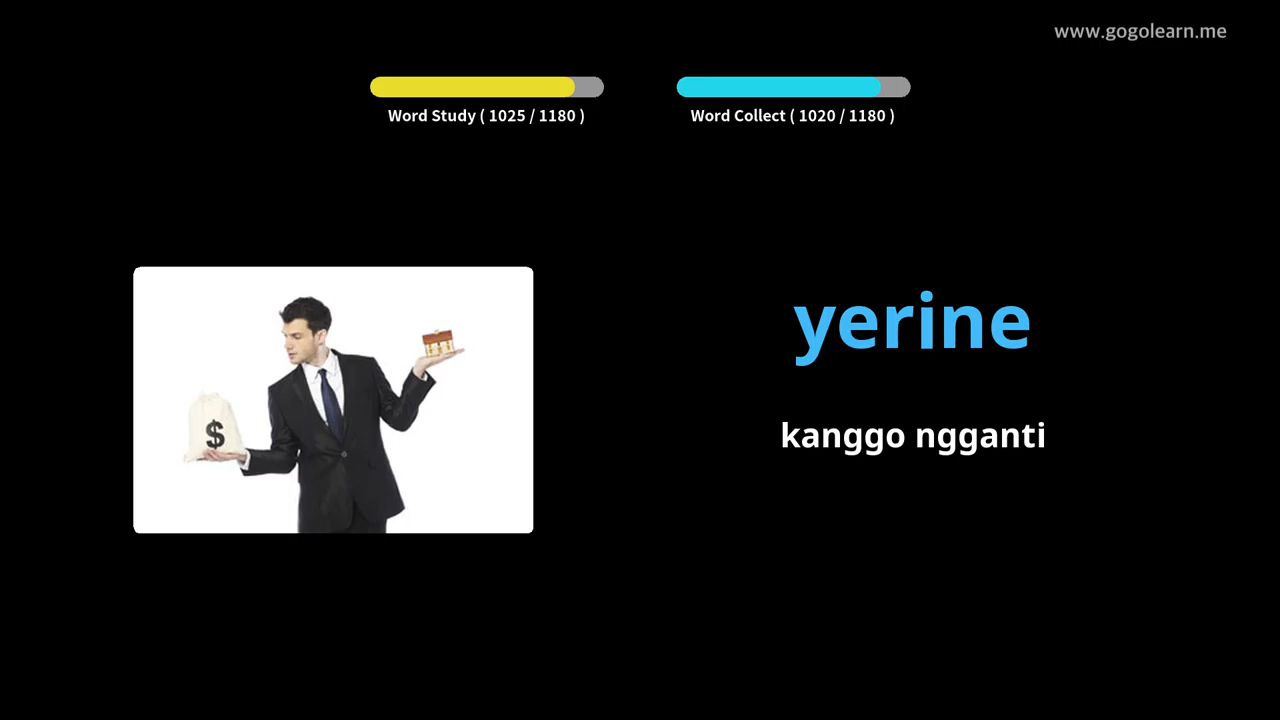 www.gogolearn.me
Word Study ( 1025 / 1180 )
Word Collect ( 1020 / 1180 )
$
yerine
kanggo ngganti